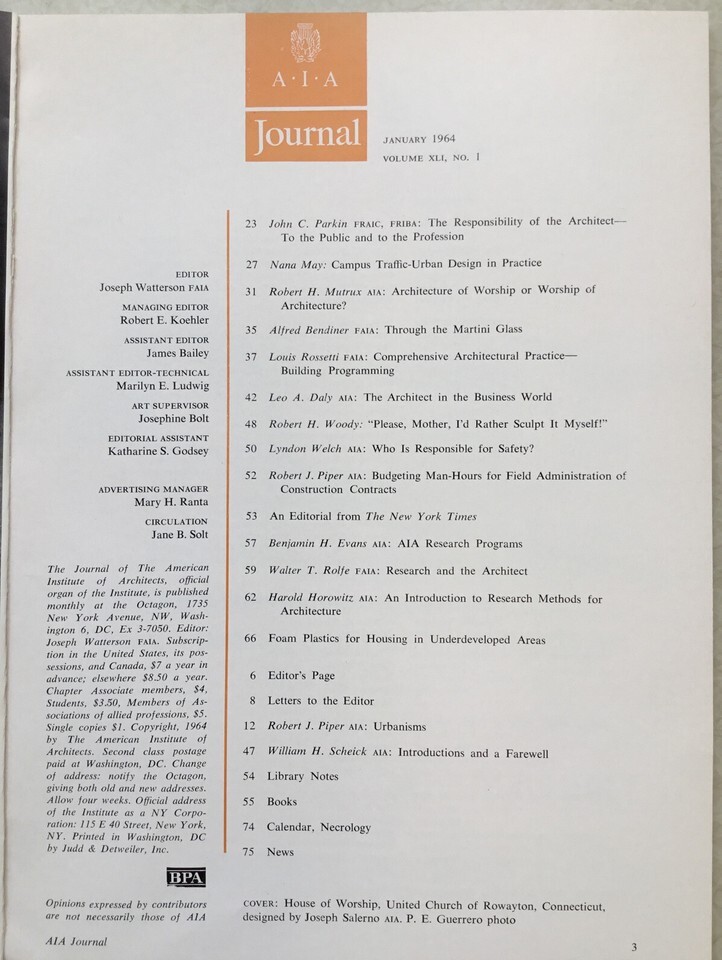 A·I·A
Journal
JANUARY 1964
VOLUME XLI, NO. 1
EDITOR
Joseph Watterson FAIA
MANAGING EDITOR
Robert E. Koehler
ASSISTANT EDITOR
James Bailey
ASSISTANT EDITOR-TECHNICAL
Marilyn E. Ludwig
ART SUPERVISOR
Josephine Bolt
EDITORIAL ASSISTANT
Katharine S. Godsey
ADVERTISING MANAGER
Mary H. Ranta
CIRCULATION
Jane B. Solt
The Journal of The American
Institute of Architects, official
organ of the Institute, is published
monthly at the Octagon, 1735
New York Avenue, NW, Wash-
ington 6, DC, Ex 3-7050. Editor:
Joseph Watterson FAIA. Subscrip-
tion in the United States, its pos-
sessions, and Canada, $7 a year in
advance; elsewhere $8.50 a year.
Chapter Associate members, $4,
Students, $3.50, Members of As-
sociations of allied professions, $5.
Single copies $1. Copyright, 1964
by The American Institute of
Architects. Second class postage
paid at Washington, DC. Change
of address: notify the Octagon,
giving both old and new addresses.
Allow four weeks. Official address
of the Institute as a NY Corpo-
ration: 115 E 40 Street, New York,
NY. Printed in Washington, DC
by Judd & Detweiler, Inc.
BPA
Opinions expressed by contributors
are not necessarily those of AIA
23 John C. Parkin FRAIC, FRIBA: The Responsibility of the Architect—
To the Public and to the Profession
27 Nana May: Campus Traffic-Urban Design in Practice
31 Robert H. Mutrux AIA: Architecture of Worship or Worship of
Architecture?
35 Alfred Bendiner FAIA: Through the Martini Glass
37 Louis Rossetti FAIA: Comprehensive Architectural Practice—
Building Programming
42 Leo A. Daly AIA: The Architect in the Business World
48 Robert H. Woody: “Please, Mother, I’d Rather Sculpt It Myself!”
50 Lyndon Welch AIA: Who Is Responsible for Safety?
52 Robert J. Piper AIA: Budgeting Man-Hours for Field Administration of
Construction Contracts
53 An Editorial from The New York Times
57 Benjamin H. Evans AIA: AIA Research Programs
59 Walter T. Rolfe FAIA: Research and the Architect
62 Harold Horowitz AIA: An Introduction to Research Methods for
Architecture
66 Foam Plastics for Housing in Underdeveloped Areas
6 Editor's Page
8 Letters to the Editor
12 Robert J. Piper AIA: Urbanisms
47 William H. Scheick AIA: Introductions and a Farewell
54 Library Notes
55 Books
74 Calendar, Necrology
75 News
COVER: House of Worship, United Church of Rowayton, Connecticut,
designed by Joseph Salerno AIA. P. E. Guerrero photo
AIA Journal
3